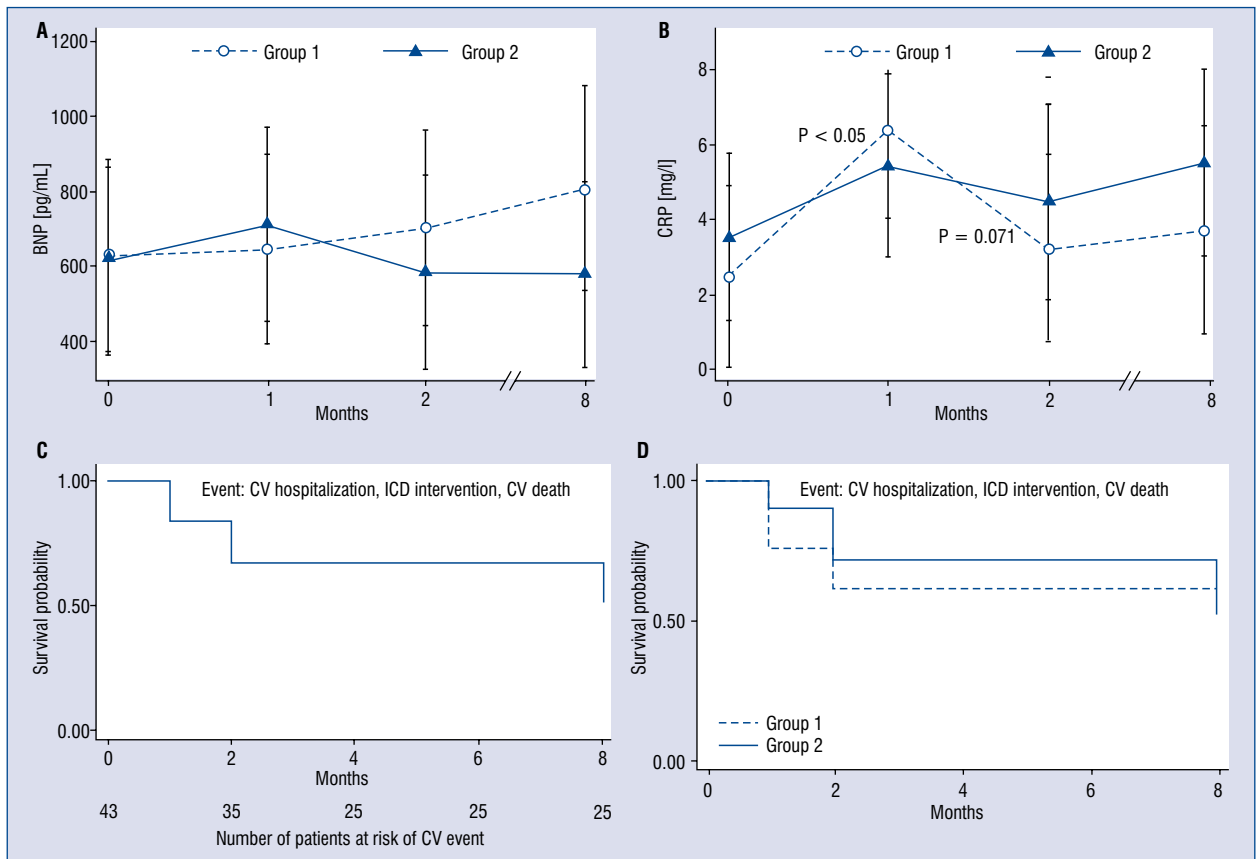 A
1200
1000
800
600
400
BNP [pg/mL]
Group 1
Group 2
0
1
2
8
Months
B
8
6
4
2
0
CRP [mg/l]
Group 1
Group 2
P < 0.05
P = 0.071
0
1
2
8
Months
C
1.00
0.50
0.00
Survival probability
Event: CV hospitalization, ICD intervention, CV death
0 2 4 6 8
Months
43 35 25 25 25
Number of patients at risk of CV event
D
1.00
0.50
0.00
Survival probability
Event: CV hospitalization, ICD intervention, CV death
Group 1
Group 2
0 2 4 6 8
Months